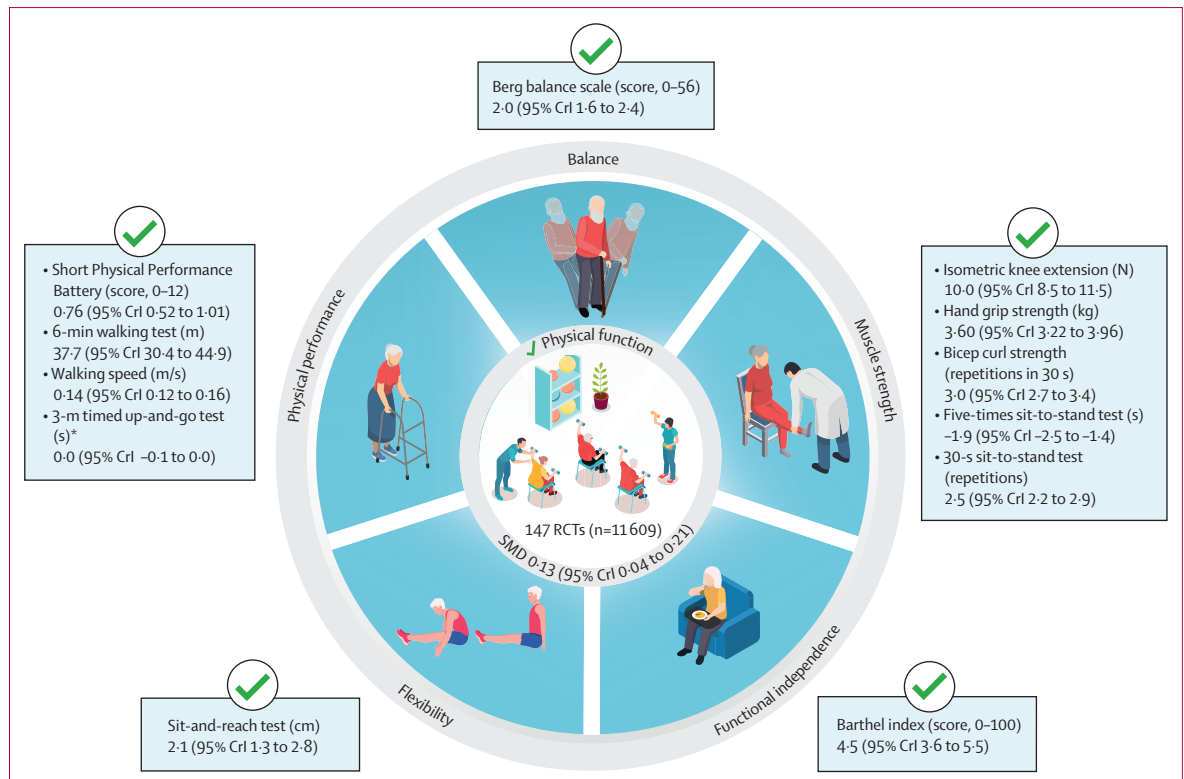 Berg balance scale (score, 0–56)
2·0 (95% CrI 1·6 to 2·4)
Balance
• Short Physical Performance
Battery (score, 0–12)
0·76 (95% CrI 0·52 to 1·01)
• 6-min walking test (m)
37·7 (95% CrI 30·4 to 44·9)
• Walking speed (m/s)
0·14 (95% CrI 0·12 to 0·16)
• 3-m timed up-and-go test
(s)*
0·0 (95% CrI –0·1 to 0·0)
Physical performance
Physical function
147 RCTs (n=11 609)
SMD 0·13 (95% CrI 0·04 to 0·21)
Muscle strength
• Isometric knee extension (N)
10·0 (95% CrI 8·5 to 11·5)
• Hand grip strength (kg)
3·60 (95% CrI 3·22 to 3·96)
• Bicep curl strength
(repetitions in 30 s)
3·0 (95% CrI 2·7 to 3·4)
• Five-times sit-to-stand test (s)
–1·9 (95% CrI –2·5 to –1·4)
• 30-s sit-to-stand test
(repetitions)
2·5 (95% CrI 2·2 to 2·9)
Flexibility
Functional independence
Sit-and-reach test (cm)
2·1 (95% CrI 1·3 to 2·8)
Barthel index (score, 0–100)
4·5 (95% CrI 3·6 to 5·5)